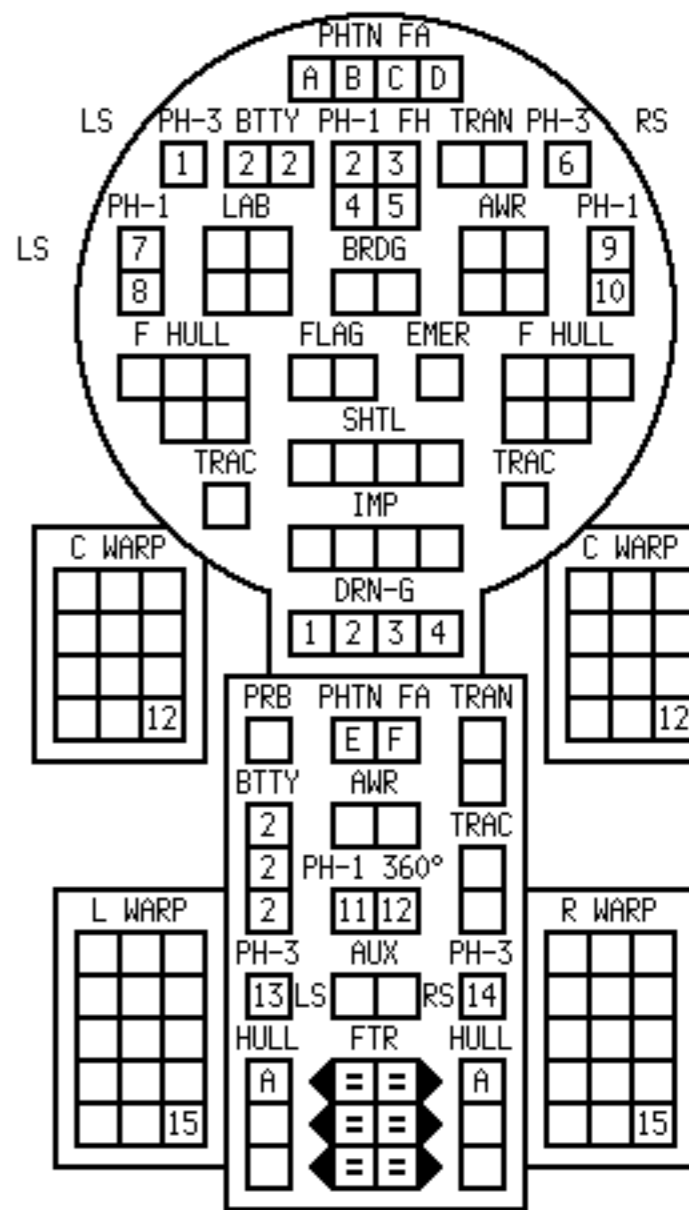 PHTN FA
A B C D
LS PH-3 BTTY PH-1 FH TRAN PH-3 RS
1 2 2 2 3 6
4 5
PH-1 LAB AWR PH-1
LS 7 BRDG 9
8 10
F HULL FLAG EMER F HULL
SHTL
TRAC TRAC
IMP
C WARP C WARP
DRN-G
1 2 3 4
PRB PHTN FA TRAN
12 E F 12
BTTY AWR
2 TRAC
2 PH-1 360°
2 11 12
L WARP R WARP
PH-3 AUX PH-3
13 LS RS 14
HULL FTR HULL
A = = A
15 = = 15
= =